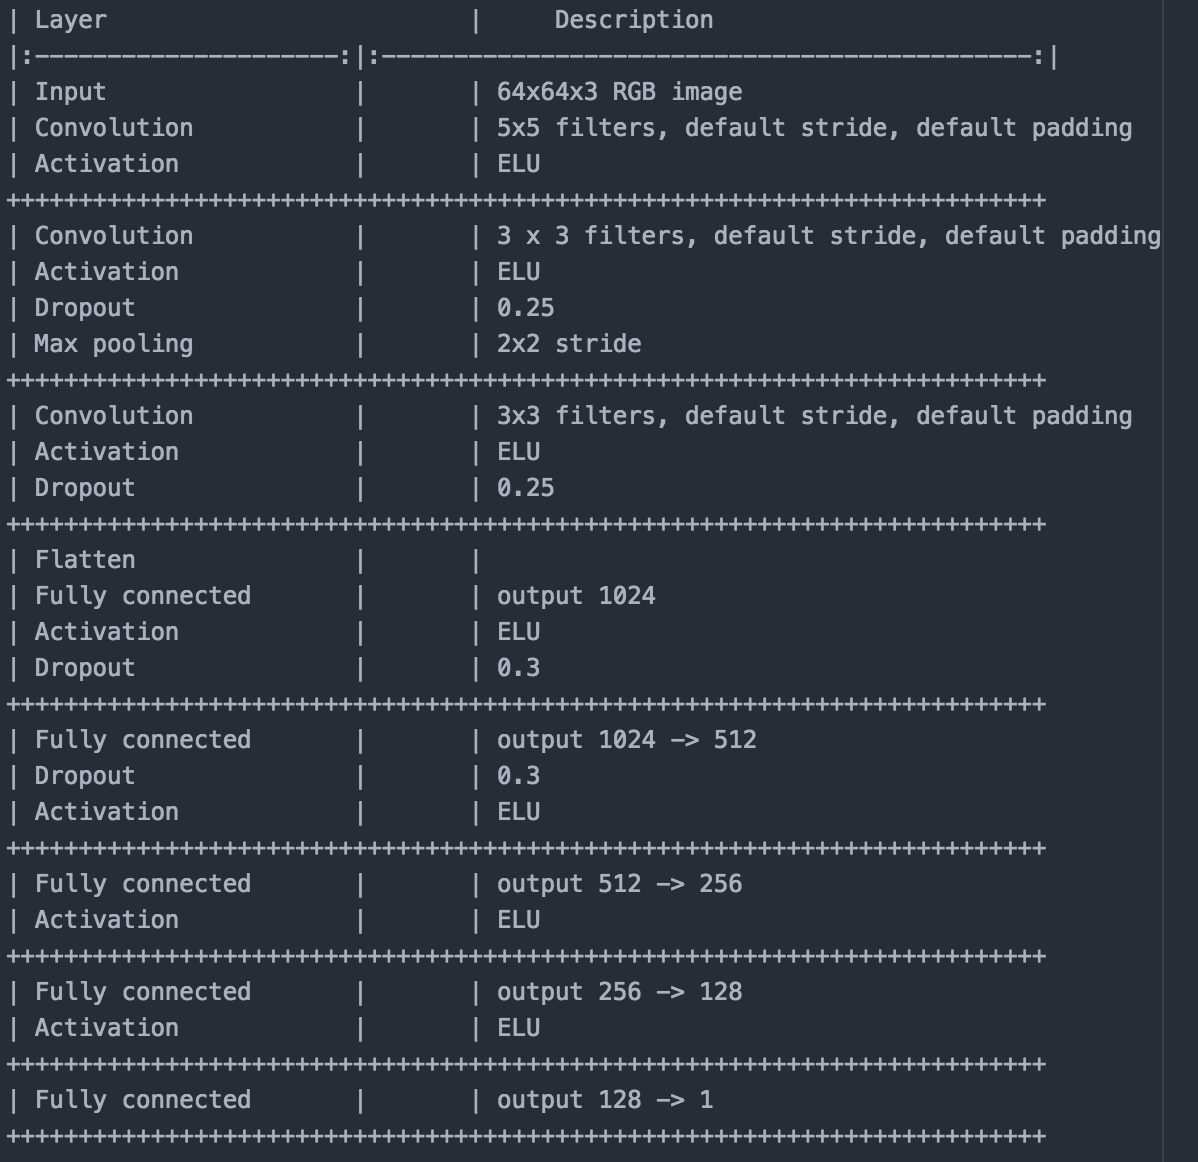 | Layer                         |     Description
|:---------------------:|:---------------------------------------------:|
| Input                 |       | 64x64x3 RGB image
| Convolution           |       | 5x5 filters, default stride, default padding
| Activation            |       | ELU
++++++++++++++++++++++++++++++++++++++++++++++++++++++++++++++++++++++++
| Convolution           |       | 3 x 3 filters, default stride, default padding
| Activation            |       | ELU
| Dropout               |       | 0.25
| Max pooling           |       | 2x2 stride
++++++++++++++++++++++++++++++++++++++++++++++++++++++++++++++++++++++++
| Convolution           |       | 3x3 filters, default stride, default padding
| Activation            |       | ELU
| Dropout               |       | 0.25
++++++++++++++++++++++++++++++++++++++++++++++++++++++++++++++++++++++++
| Flatten               |       |
| Fully connected       |       | output 1024
| Activation            |       | ELU
| Dropout               |       | 0.3
++++++++++++++++++++++++++++++++++++++++++++++++++++++++++++++++++++++++
| Fully connected       |       | output 1024 -> 512
| Dropout               |       | 0.3
| Activation            |       | ELU
++++++++++++++++++++++++++++++++++++++++++++++++++++++++++++++++++++++++
| Fully connected       |       | output 512 -> 256
| Activation            |       | ELU
++++++++++++++++++++++++++++++++++++++++++++++++++++++++++++++++++++++++
| Fully connected       |       | output 256 -> 128
| Activation            |       | ELU
++++++++++++++++++++++++++++++++++++++++++++++++++++++++++++++++++++++++
| Fully connected       |       | output 128 -> 1
++++++++++++++++++++++++++++++++++++++++++++++++++++++++++++++++++++++++